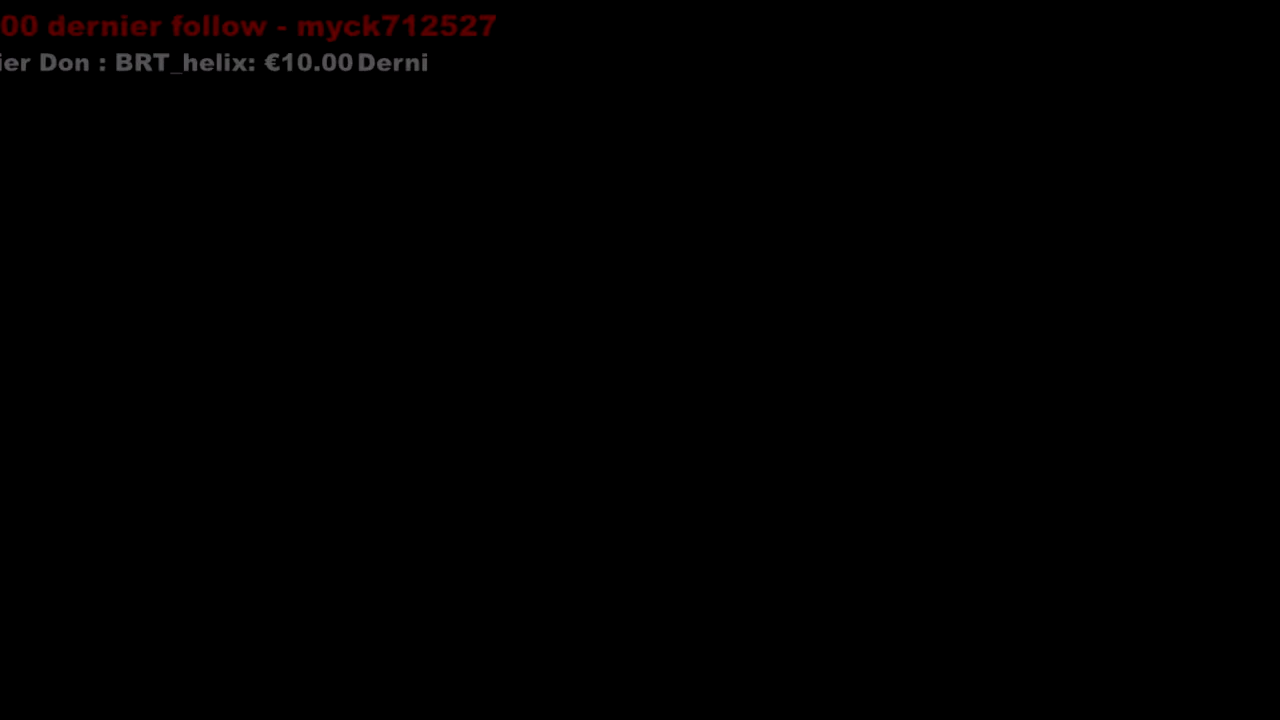 00 dernier follow - myck712527
ier Don : BRT_helix: €10.00 Derni